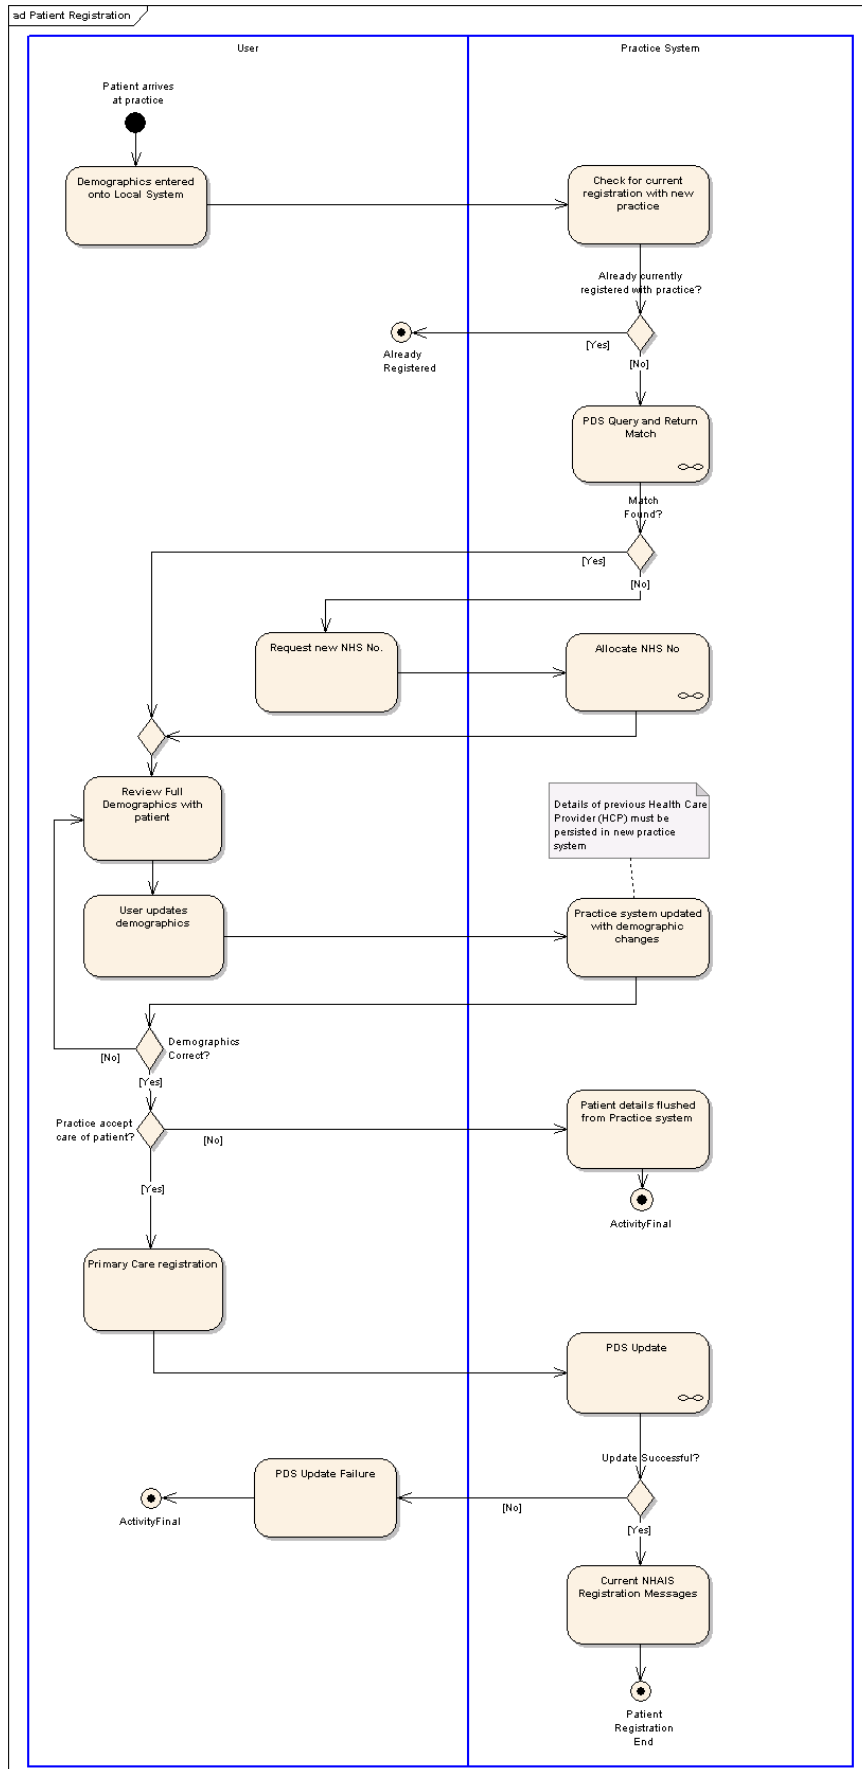 ad Patient Registration
User
Practice System
Patient arrives
at practice
Demographics entered
onto Local System
Check for current
registration with new
practice
Already currently
registered with practice?
[Yes]
Already
Registered
[No]
PDS Query and Return
Match
Match
Found?
[Yes]
[No]
Request new NHS No.
Allocate NHS No
Review Full
Demographics with
patient
Details of previous Health Care
Provider (HCP) must be
persisted in new practice
system
User updates
demographics
Practice system updated
with demographic
changes
Demographics
Correct?
[No]
[Yes]
Practice accept
care of patient?
[No]
Patient details flushed
from Practice system
[Yes]
ActivityFinal
Primary Care registration
PDS Update
Update Successful?
PDS Update Failure
[No]
ActivityFinal
[Yes]
Current NHAIS
Registration Messages
Patient
Registration
End